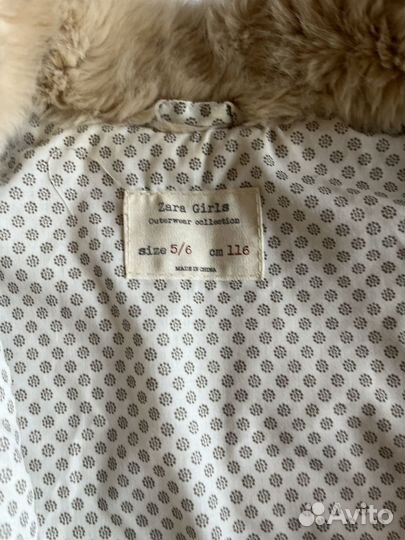 Zara Girls
Outerwear collection
size 5/6 cm 116
MADE IN CHINA
Avito